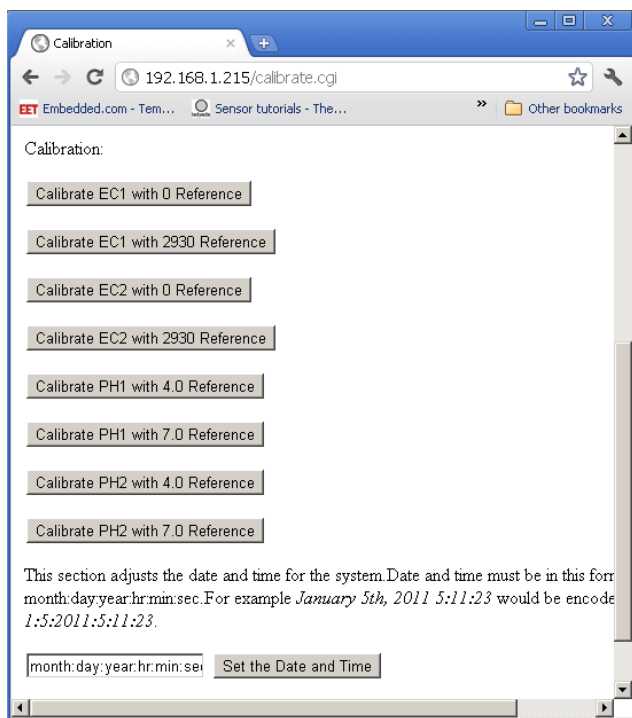 Calibration
192.168.1.215/calibrate.cgi
EET Embedded.com - Tem... Sensor tutorials - The... » Other bookmarks
Calibration:
Calibrate EC1 with 0 Reference
Calibrate EC1 with 2930 Reference
Calibrate EC2 with 0 Reference
Calibrate EC2 with 2930 Reference
Calibrate PH1 with 4.0 Reference
Calibrate PH1 with 7.0 Reference
Calibrate PH2 with 4.0 Reference
Calibrate PH2 with 7.0 Reference
This section adjusts the date and time for the system.Date and time must be in this for
month:day:year:hr:min:sec.For example January 5th, 2011 5:11:23 would be encode
1:5:2011:5:11:23.
month:day:year:hr:min:se Set the Date and Time